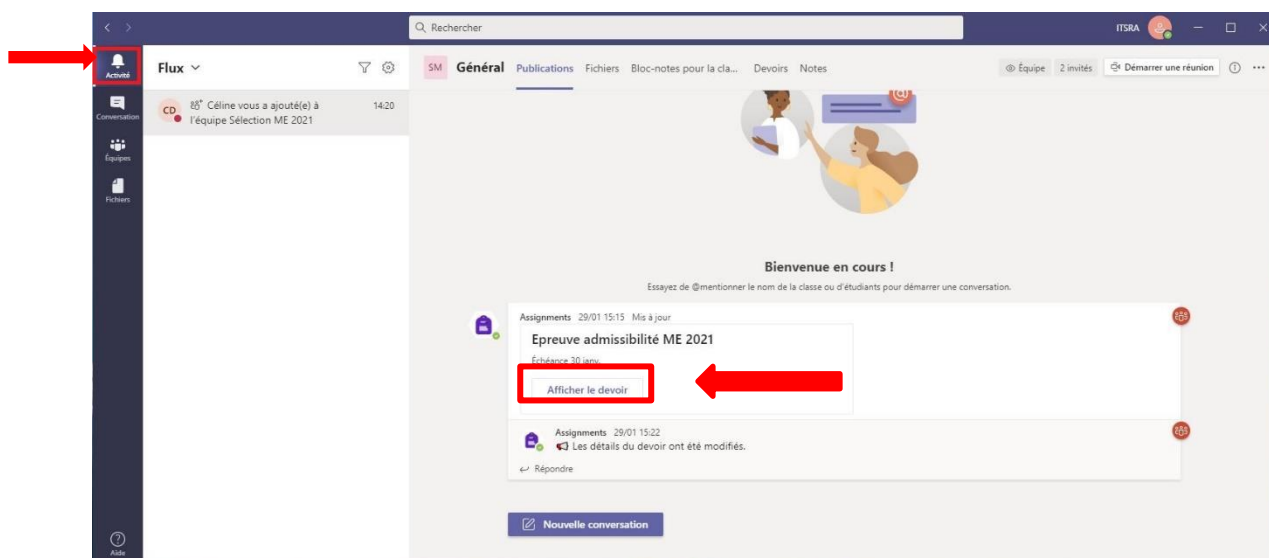 Rechercher
ITSRA
Activité
Conversation
Équipes
Fichiers
Aide
Flux
CD
Céline vous a ajouté(e) à
l'équipe Sélection ME 2021
14:20
SM
Général
Publications
Fichiers
Bloc-notes pour la cla...
Devoirs
Notes
Équipe
2 invités
Démarrer une réunion
Bienvenue en cours !
Essayez de @mentionner le nom de la classe ou d'étudiants pour démarrer une conversation.
Assignments 29/01 15:15 Mis à jour
Epreuve admissibilité ME 2021
Échéance 30 janv.
Afficher le devoir
Assignments 29/01 15:22
Les détails du devoir ont été modifiés.
Répondre
Nouvelle conversation